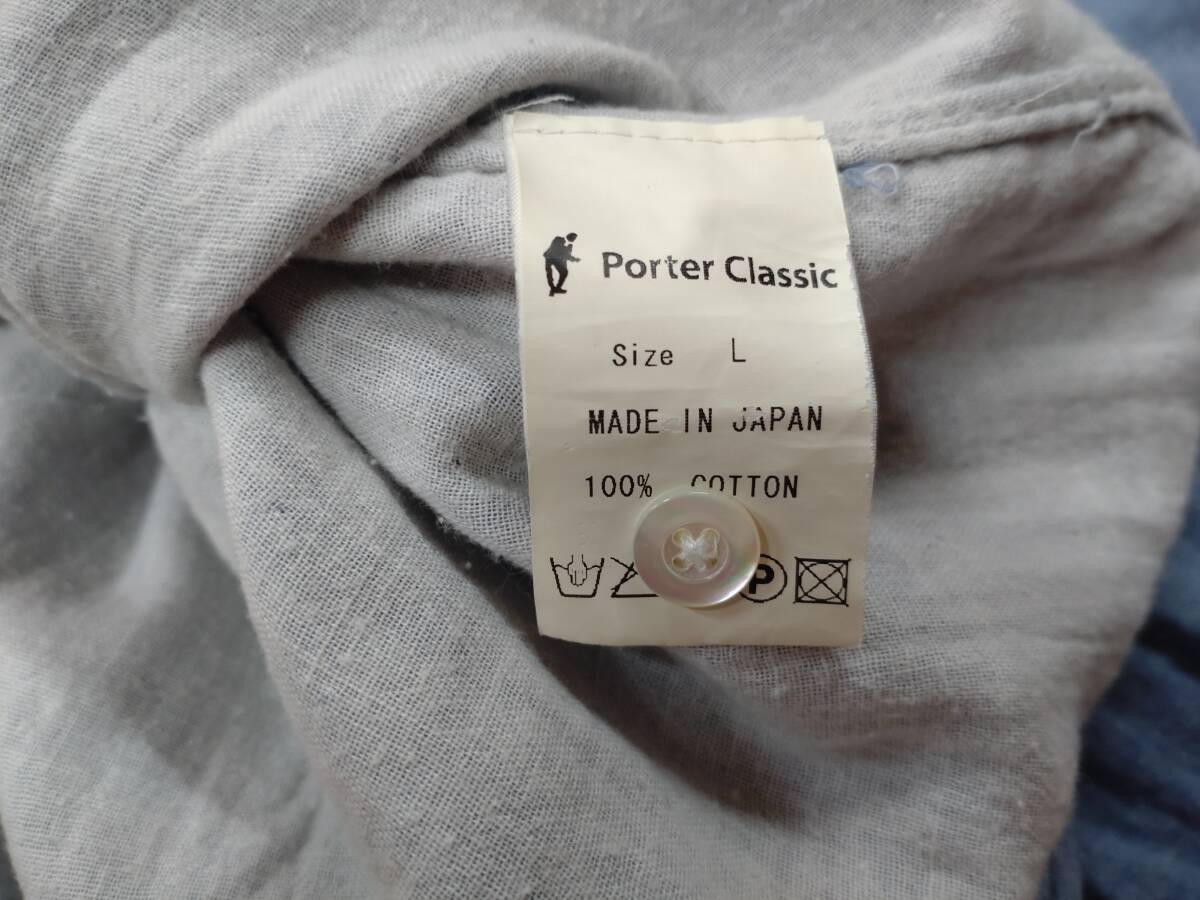 Porter Classic
Size L
MADE IN JAPAN
100% COTTON
P